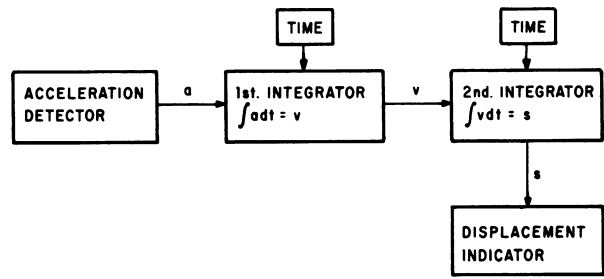 TIME
TIME
ACCELERATION
DETECTOR
a
1st. INTEGRATOR
∫adt = v
v
2nd. INTEGRATOR
∫vdt = s
s
DISPLACEMENT
INDICATOR